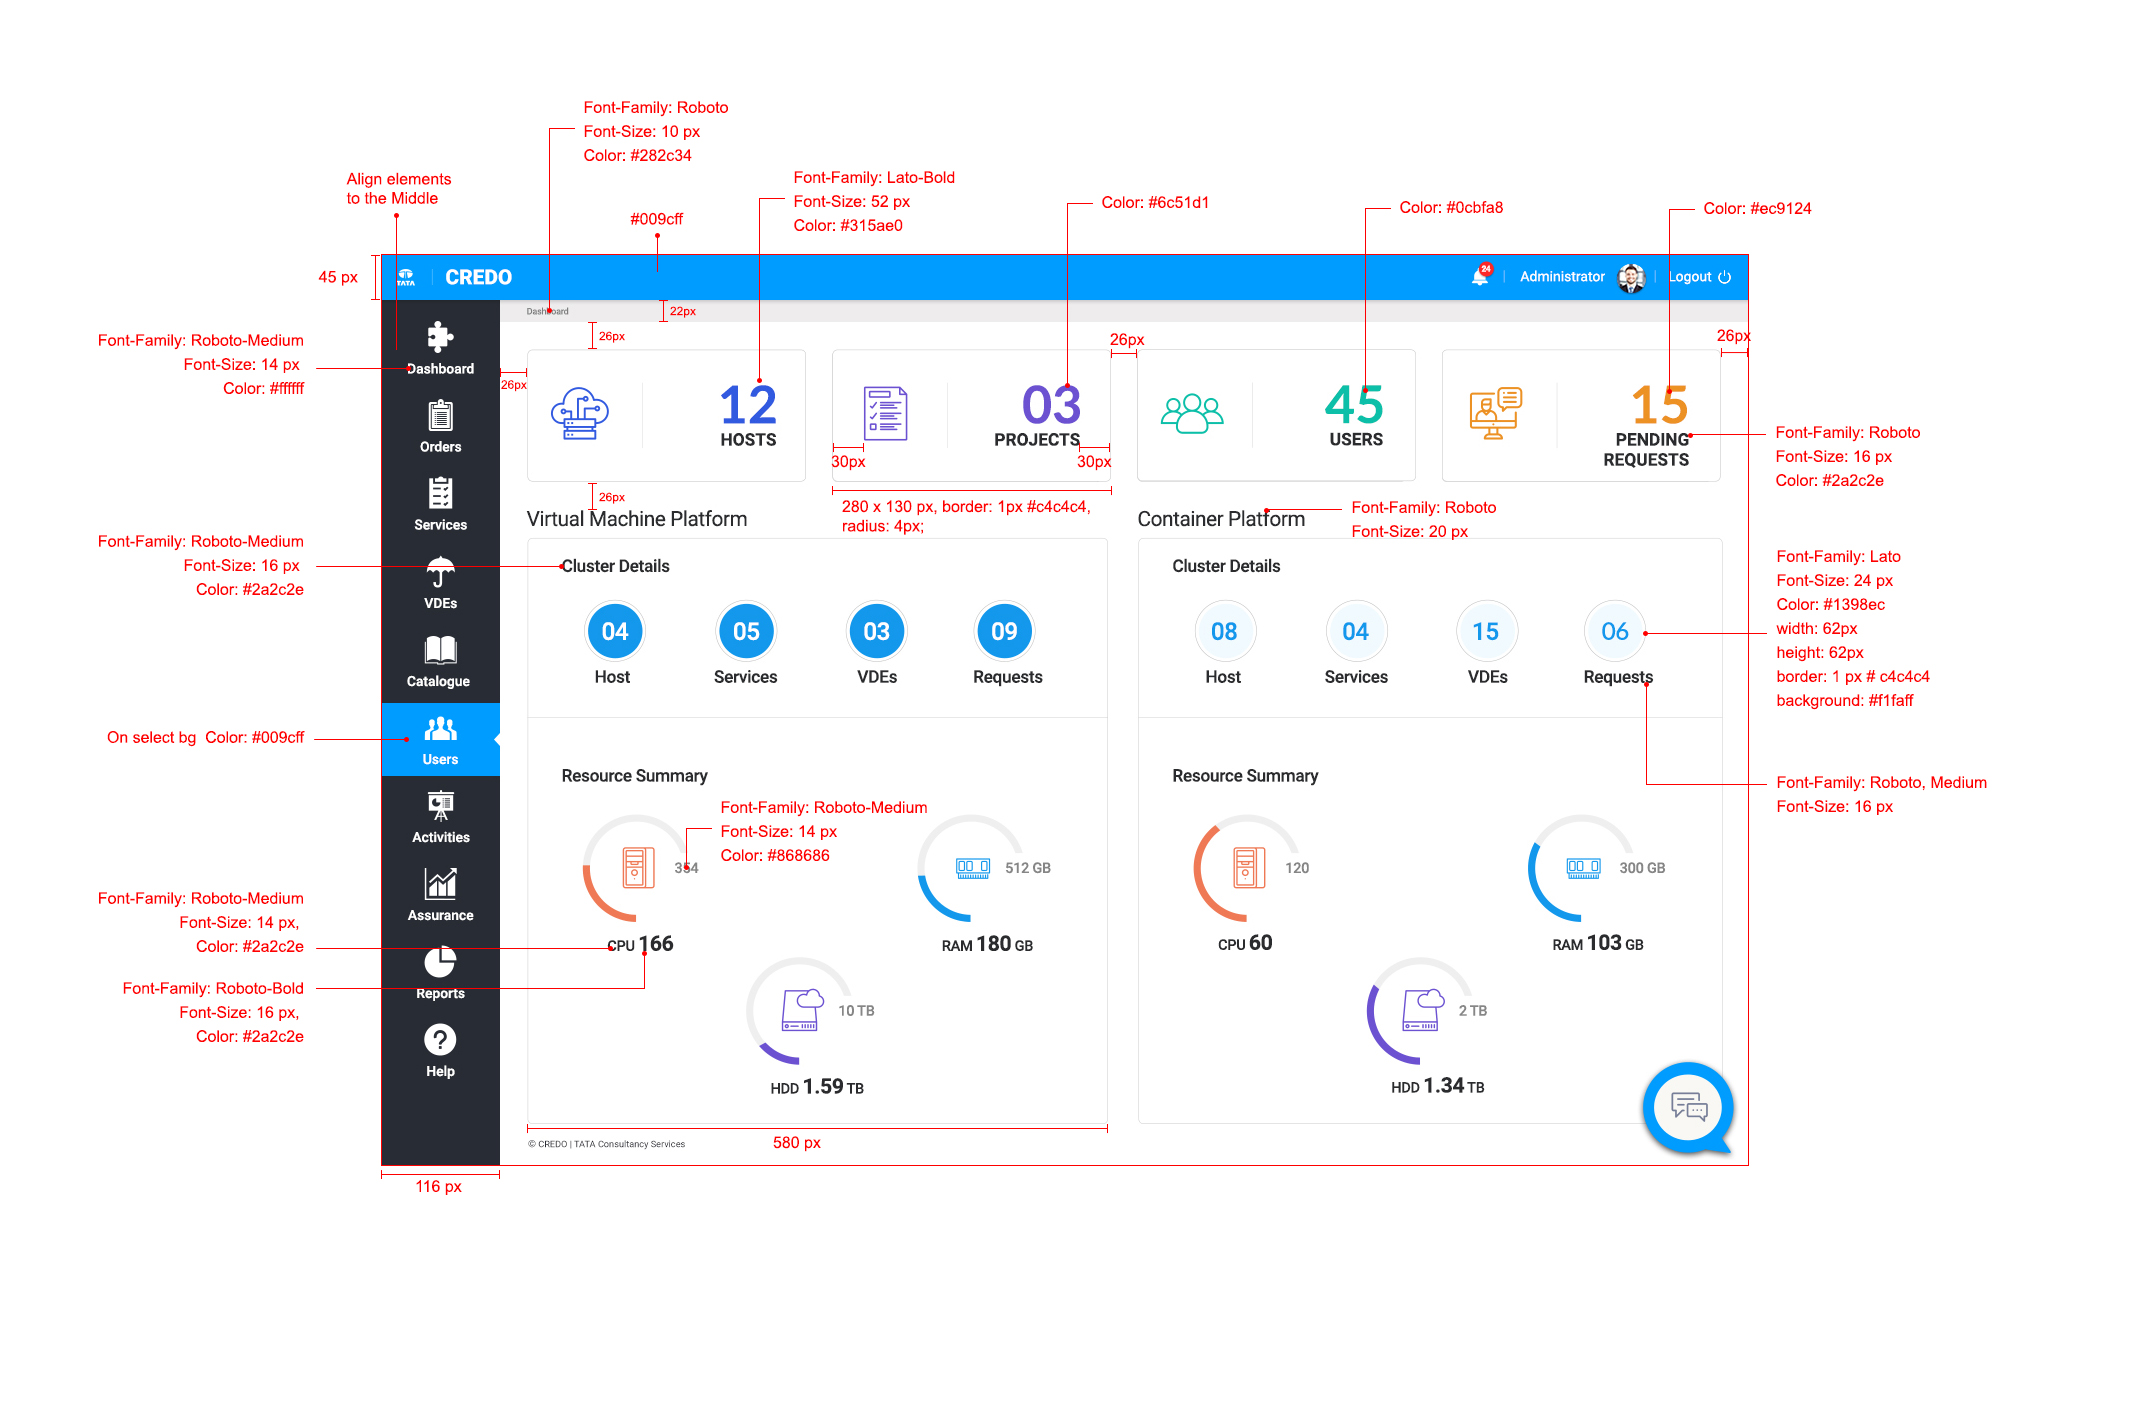 Font-Family: Roboto
Font-Size: 10 px
Color: #282c34
Align elements
to the Middle
#009cff
Font-Family: Lato-Bold
Font-Size: 52 px
Color: #315ae0
Color: #6c51d1
Color: #0cbfa8
Color: #ec9124
45 px
TATA
CREDO
24
Administrator
Logout
Dashboard
22px
26px
26px
26px
26px
Font-Family: Roboto-Medium
Font-Size: 14 px
Color: #ffffff
Dashboard
Orders
Services
VDEs
Catalogue
Users
Activities
Assurance
Reports
Help
12
HOSTS
03
PROJECTS
45
USERS
15
PENDING
REQUESTS
30px
30px
26px
280 x 130 px, border: 1px #c4c4c4,
radius: 4px;
Font-Family: Roboto
Font-Size: 16 px
Color: #2a2c2e
Font-Family: Roboto
Font-Size: 20 px
Virtual Machine Platform
Container Platform
Font-Family: Roboto-Medium
Font-Size: 16 px
Color: #2a2c2e
Cluster Details
04
05
03
09
Host
Services
VDEs
Requests
Cluster Details
08
04
15
06
Host
Services
VDEs
Requests
Font-Family: Lato
Font-Size: 24 px
Color: #1398ec
width: 62px
height: 62px
border: 1 px # c4c4c4
background: #f1faff
On select bg  Color: #009cff
Font-Family: Roboto, Medium
Font-Size: 16 px
Resource Summary
Font-Family: Roboto-Medium
Font-Size: 14 px
Color: #868686
354
512 GB
CPU 166
RAM 180 GB
10 TB
HDD 1.59 TB
Resource Summary
120
300 GB
CPU 60
RAM 103 GB
2 TB
HDD 1.34 TB
Font-Family: Roboto-Medium
Font-Size: 14 px,
Color: #2a2c2e
Font-Family: Roboto-Bold
Font-Size: 16 px,
Color: #2a2c2e
580 px
© CREDO | TATA Consultancy Services
116 px